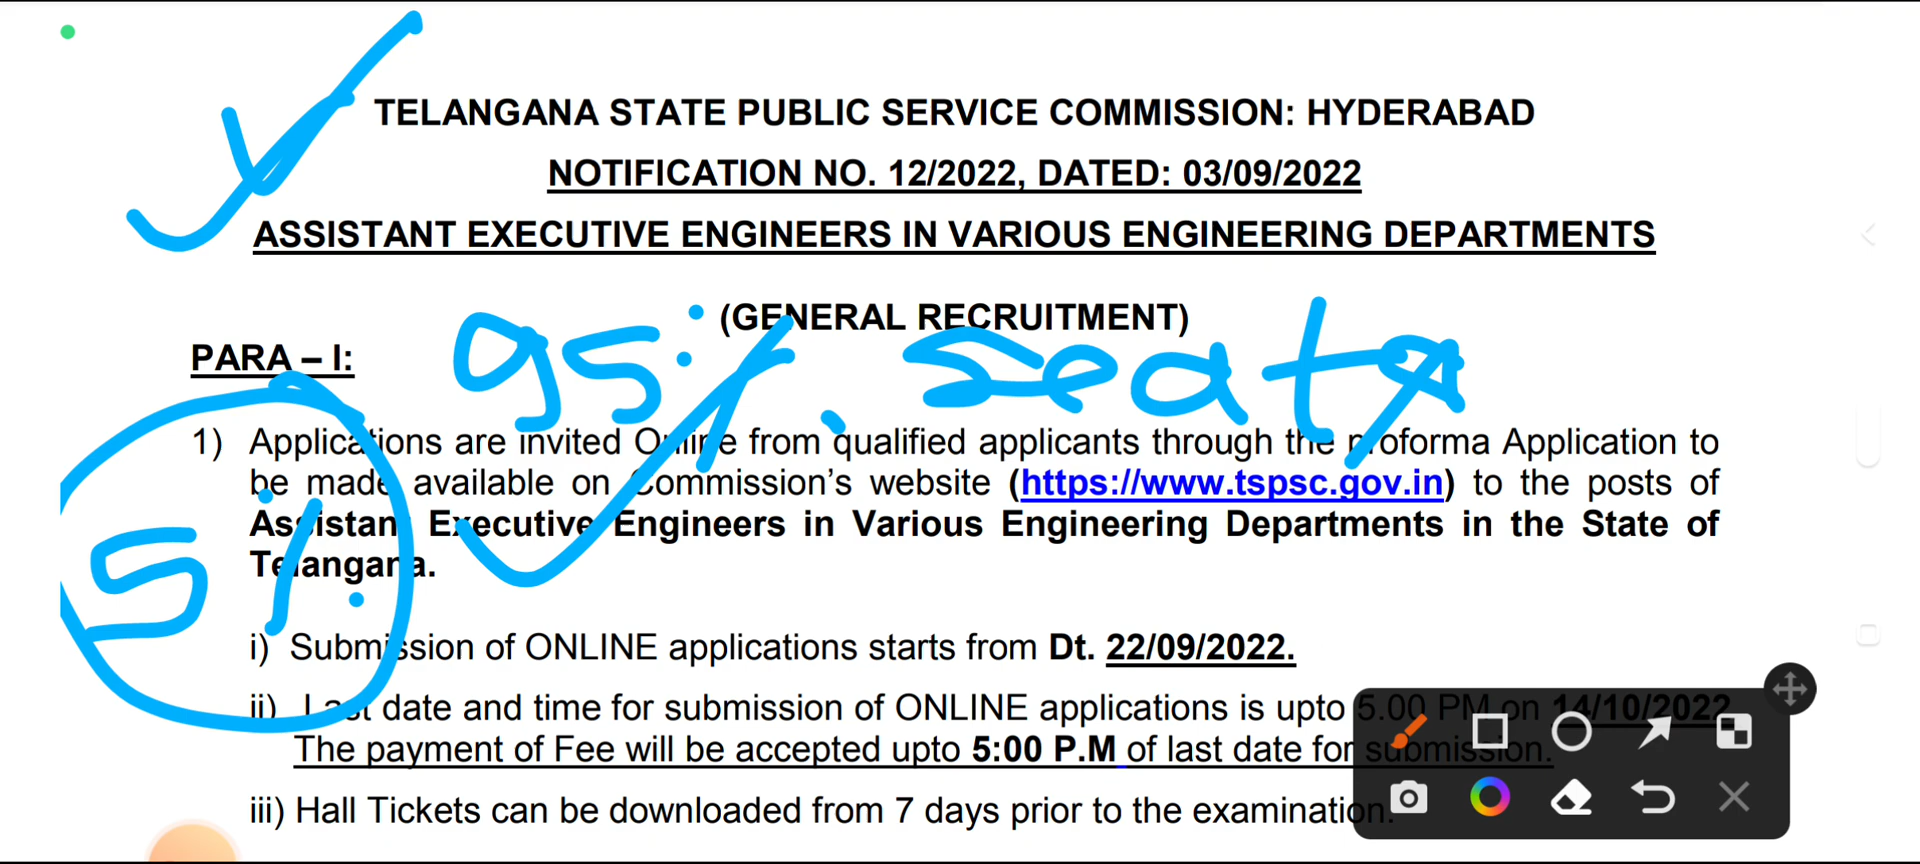 TELANGANA STATE PUBLIC SERVICE COMMISSION: HYDERABAD
NOTIFICATION NO. 12/2022, DATED: 03/09/2022
ASSISTANT EXECUTIVE ENGINEERS IN VARIOUS ENGINEERING DEPARTMENTS
(GENERAL RECRUITMENT)
PARA – I:
95% seats
1) Applications are invited Online from qualified applicants through the proforma Application to
be made available on Commission’s website (https://www.tspsc.gov.in) to the posts of
Assistant Executive Engineers in Various Engineering Departments in the State of
Telangana.
5%
i) Submission of ONLINE applications starts from Dt. 22/09/2022.
ii) Last date and time for submission of ONLINE applications is upto 5.00 PM on 14/10/2022
The payment of Fee will be accepted upto 5:00 P.M of last date for submission.
iii) Hall Tickets can be downloaded from 7 days prior to the examination.